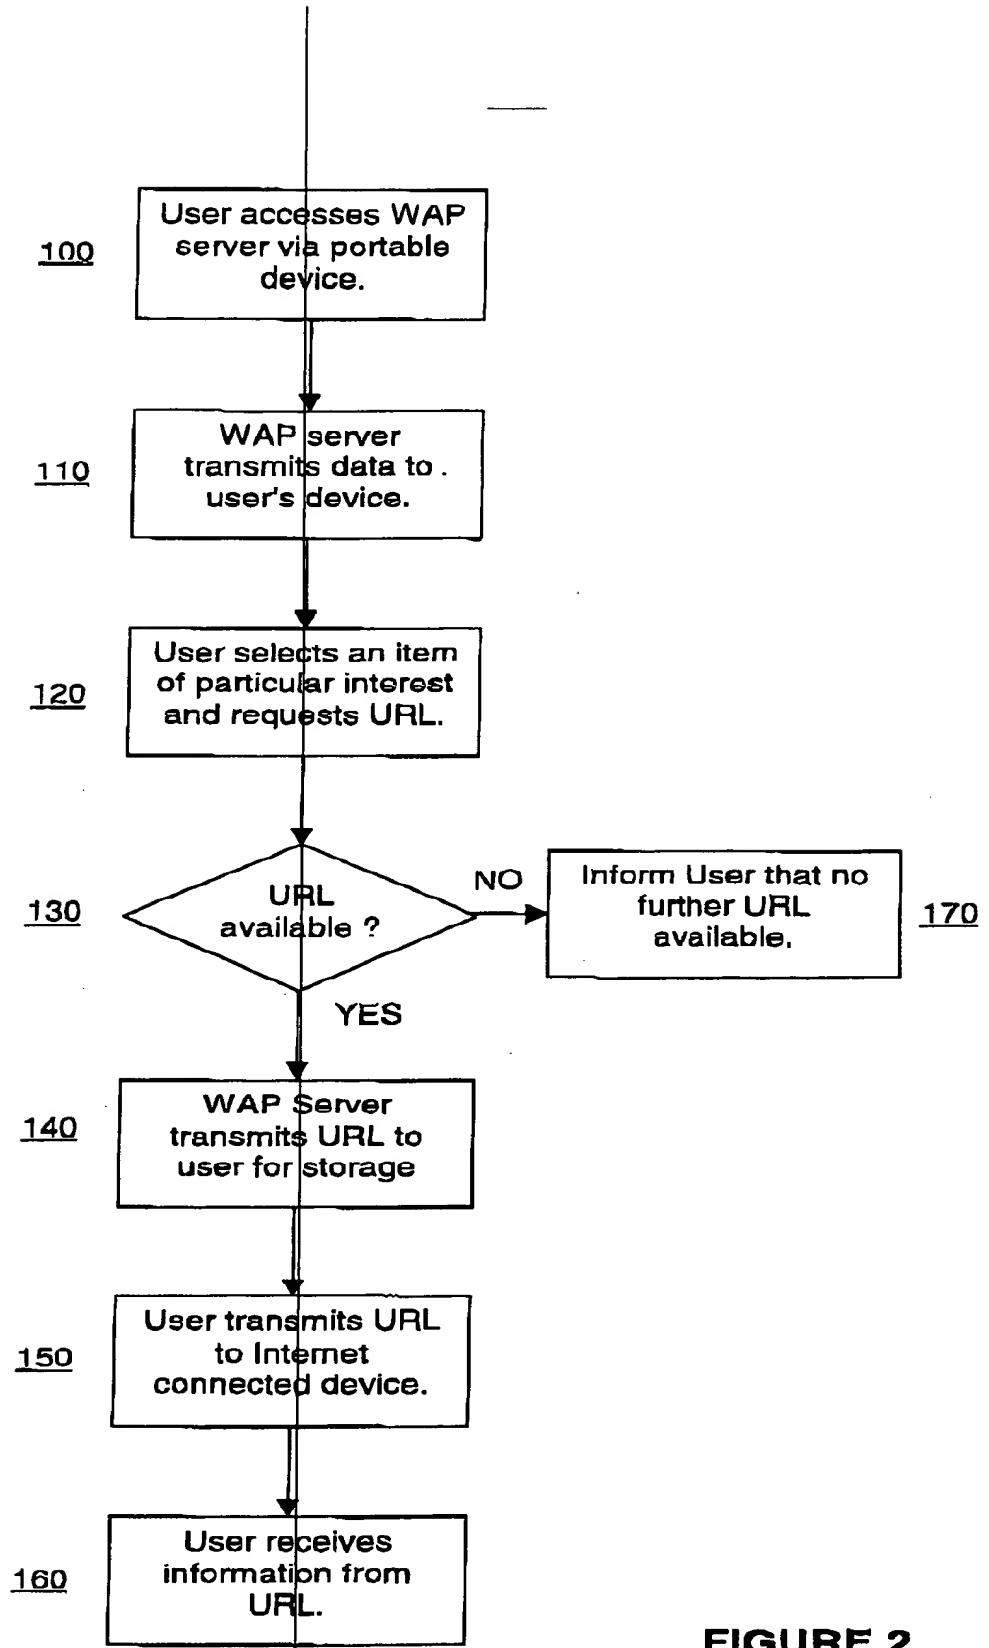 User accesses WAP
server via portable
device.
100
WAP server
transmits data to .
user's device.
110
User selects an item
of particular interest
and requests URL.
120
URL
available ?
130
NO
Inform User that no
further URL
available.
170
YES
WAP Server
transmits URL to
user for storage
140
User transmits URL
to Internet
connected device.
150
User receives
information from
URL.
160
FIGURE 2